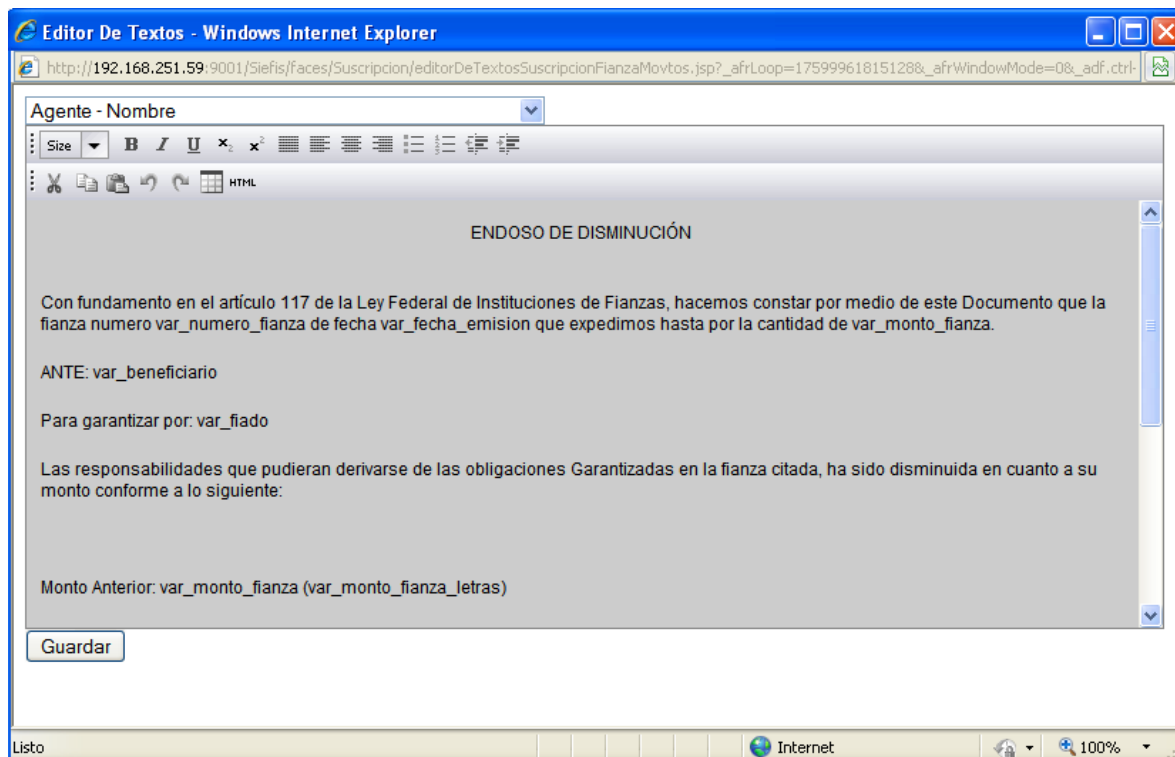 Editor De Textos - Windows Internet Explorer
http://192.168.251.59:9001/Siefis/faces/Suscripcion/editorDeTextosSuscripcionFianzaMovtos.jsp?_afrLoop=1759996181512​8&_afrWindowMode=0&_adf.ctrl-
Agente - Nombre
Size B I U x₂ x²
HTML
ENDOSO DE DISMINUCIÓN
Con fundamento en el artículo 117 de la Ley Federal de Instituciones de Fianzas, hacemos constar por medio de este Documento que la
fianza numero var_numero_fianza de fecha var_fecha_emision que expedimos hasta por la cantidad de var_monto_fianza.
ANTE: var_beneficiario
Para garantizar por: var_fiado
Las responsabilidades que pudieran derivarse de las obligaciones Garantizadas en la fianza citada, ha sido disminuida en cuanto a su
monto conforme a lo siguiente:
Monto Anterior: var_monto_fianza (var_monto_fianza_letras)
Guardar
Listo Internet 100%